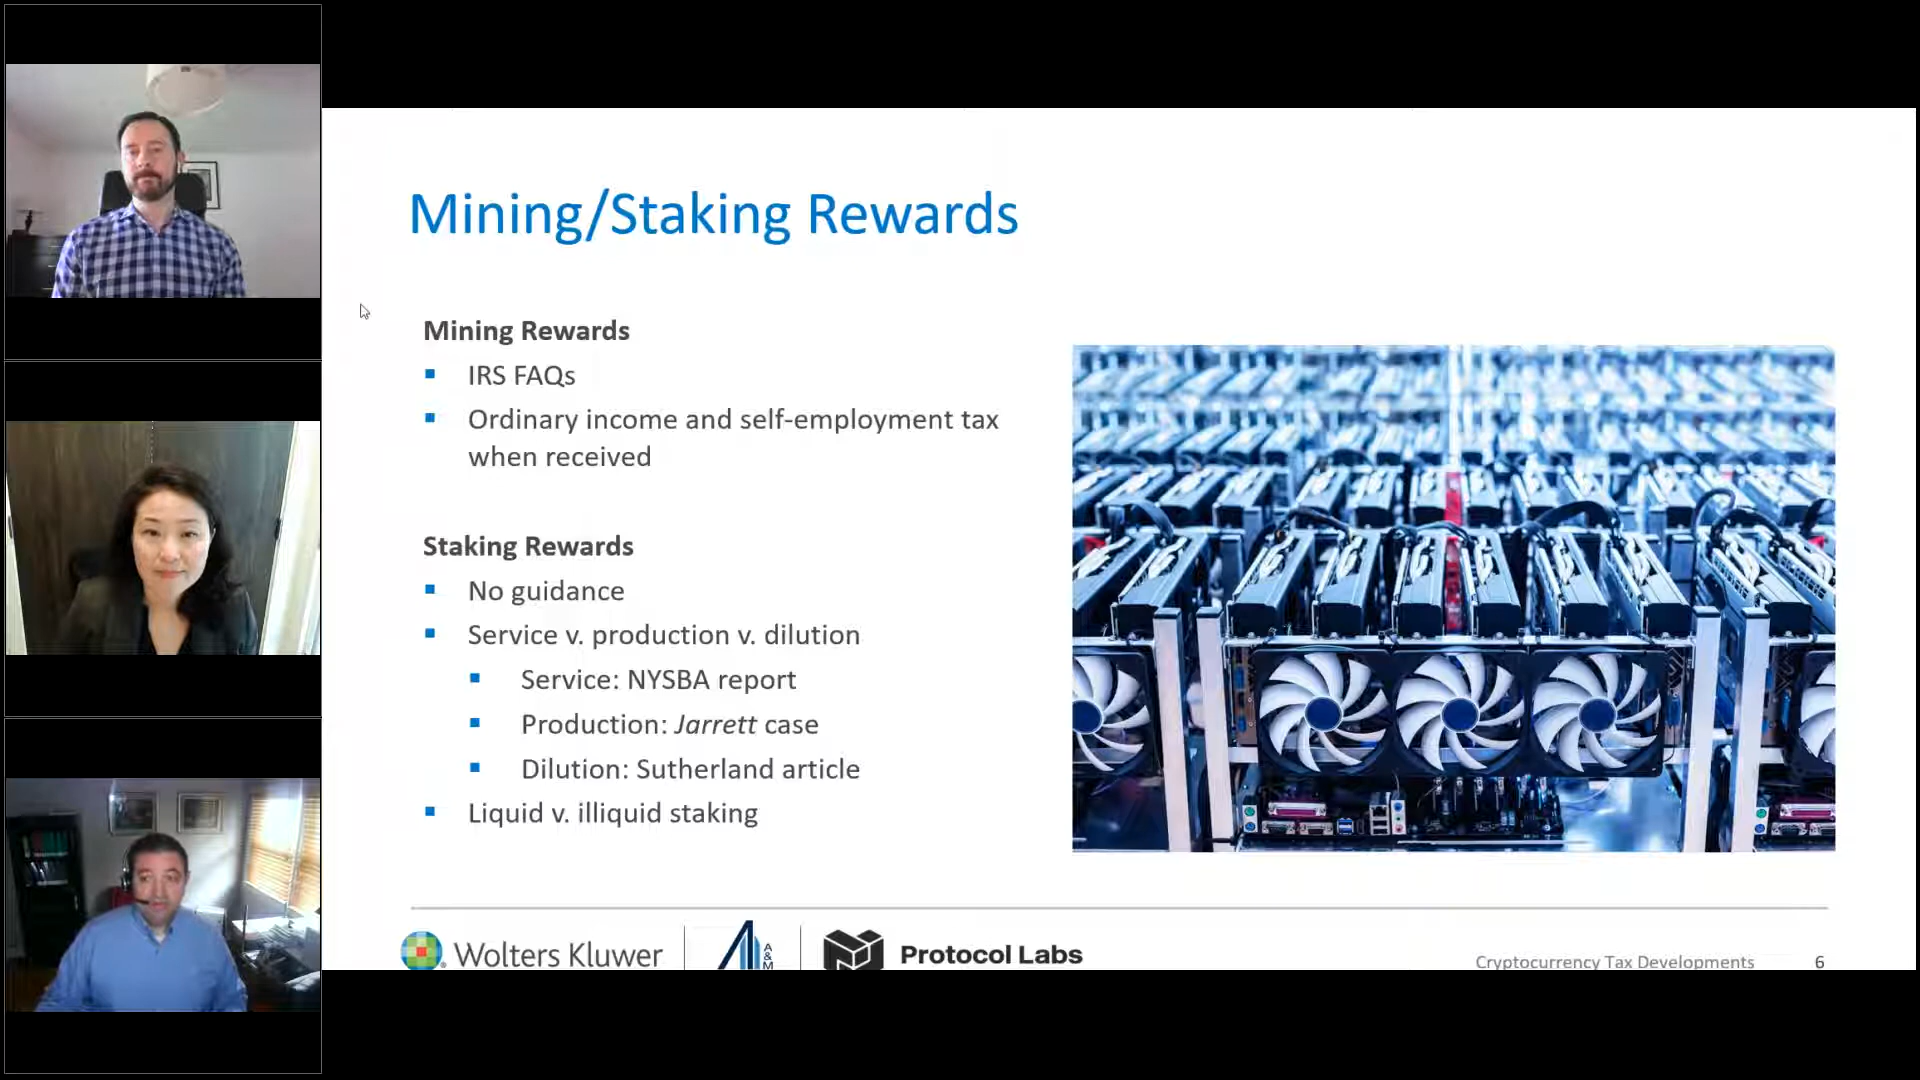 Mining/Staking Rewards
Mining Rewards
IRS FAQs
Ordinary income and self-employment tax
when received
Staking Rewards
No guidance
Service v. production v. dilution
Service: NYSBA report
Production: Jarrett case
Dilution: Sutherland article
Liquid v. illiquid staking
Wolters Kluwer
A&M
Protocol Labs
Cryptocurrency Tax Developments
6